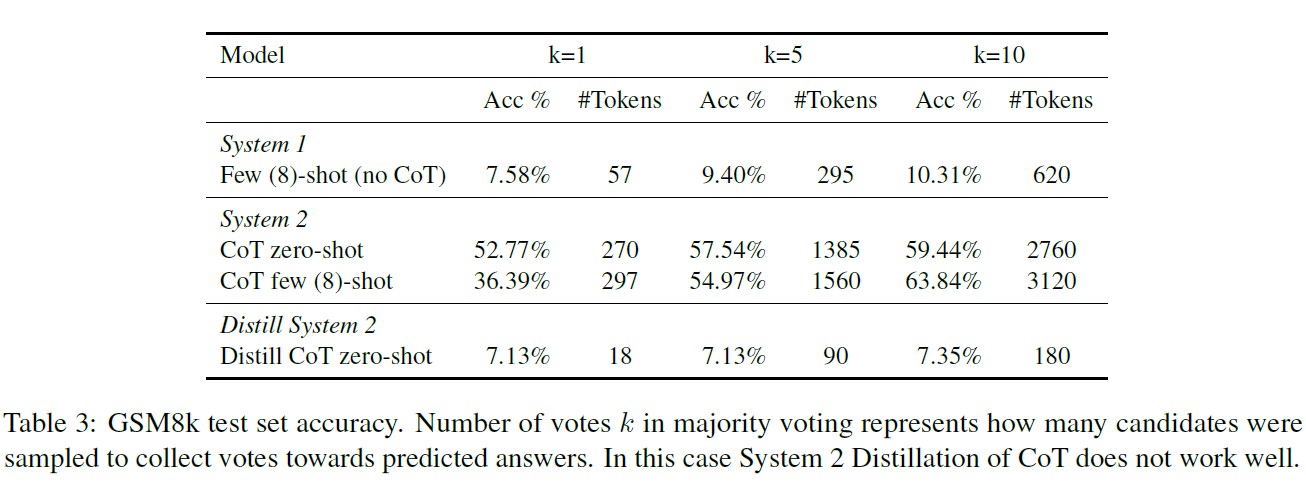 Model k=1 k=5 k=10
Acc % #Tokens Acc % #Tokens Acc % #Tokens
System 1
Few (8)-shot (no CoT) 7.58% 57 9.40% 295 10.31% 620
System 2
CoT zero-shot 52.77% 270 57.54% 1385 59.44% 2760
CoT few (8)-shot 36.39% 297 54.97% 1560 63.84% 3120
Distill System 2
Distill CoT zero-shot 7.13% 18 7.13% 90 7.35% 180
Table 3: GSM8k test set accuracy. Number of votes k in majority voting represents how many candidates were
sampled to collect votes towards predicted answers. In this case System 2 Distillation of CoT does not work well.